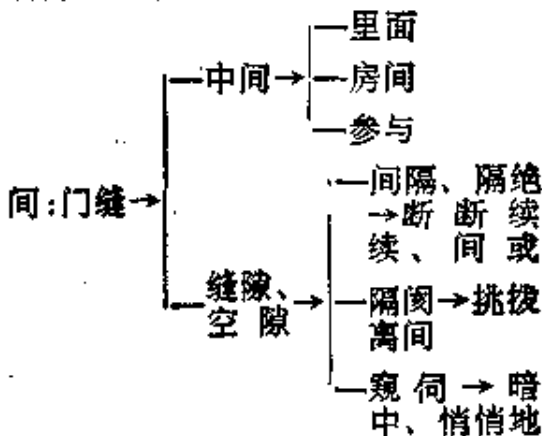 里面
中间→
房间
参与
间:门缝→
间隔、隔绝
→断断续
续、间或
缝隙、
空隙→
隔阂→挑拨
离间
窥伺→暗
中、悄悄地